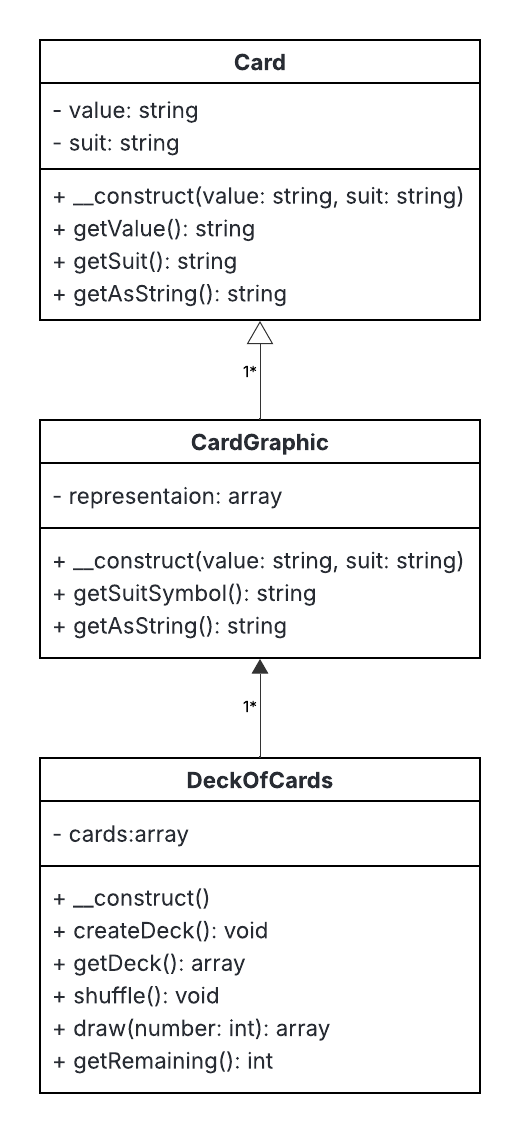 Card
- value: string
- suit: string
+ __construct(value: string, suit: string)
+ getValue(): string
+ getSuit(): string
+ getAsString(): string
1*
CardGraphic
- representaion: array
+ __construct(value: string, suit: string)
+ getSuitSymbol(): string
+ getAsString(): string
1*
DeckOfCards
- cards:array
+ __construct()
+ createDeck(): void
+ getDeck(): array
+ shuffle(): void
+ draw(number: int): array
+ getRemaining(): int